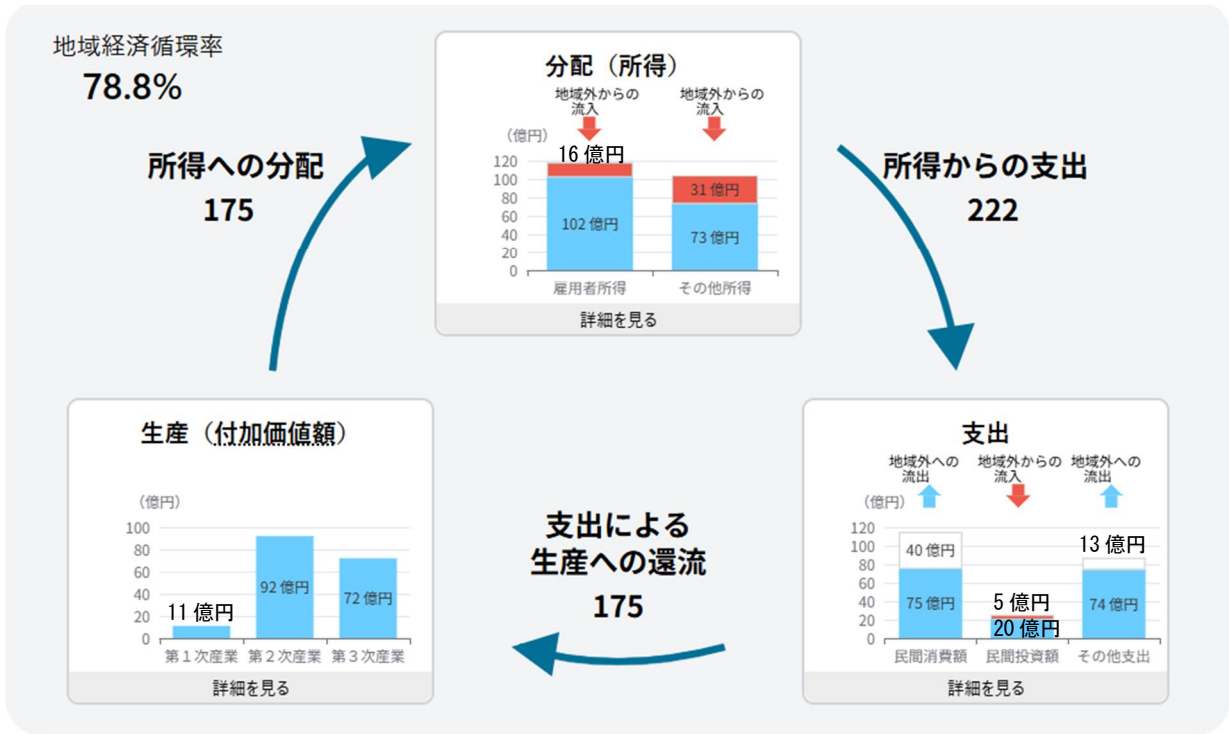 地域経済循環率
78.8%
所得への分配
175
分配（所得）
地域外からの
流入
地域外からの
流入
（億円）
120
100
80
60
40
20
0
16 億円
102 億円
31 億円
73 億円
雇用者所得
その他所得
詳細を見る
所得からの支出
222
生産（付加価値額）
（億円）
100
80
60
40
20
0
11 億円
92 億円
72 億円
第１次産業
第２次産業
第３次産業
詳細を見る
支出による
生産への還流
175
支出
地域外への
流出
地域外からの
流入
地域外への
流出
（億円）
120
100
80
60
40
20
0
40 億円
75 億円
5 億円
20 億円
13 億円
74 億円
民間消費額
民間投資額
その他支出
詳細を見る